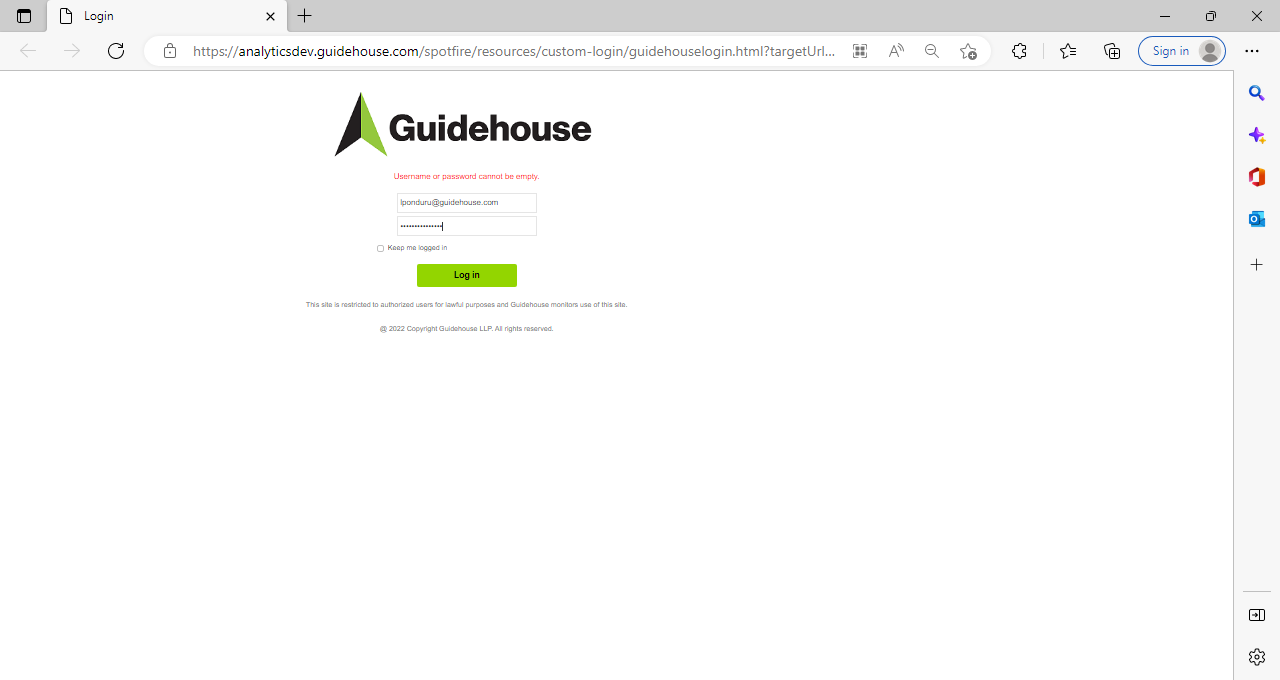 Login
https://analyticsdev.guidehouse.com/spotfire/resources/custom-login/guidehouselogin.html?targetUrl...
Sign in
Guidehouse
Username or password cannot be empty.
lponduru@guidehouse.com
Keep me logged in
Log in
This site is restricted to authorized users for lawful purposes and Guidehouse monitors use of this site.
@ 2022 Copyright Guidehouse LLP. All rights reserved.